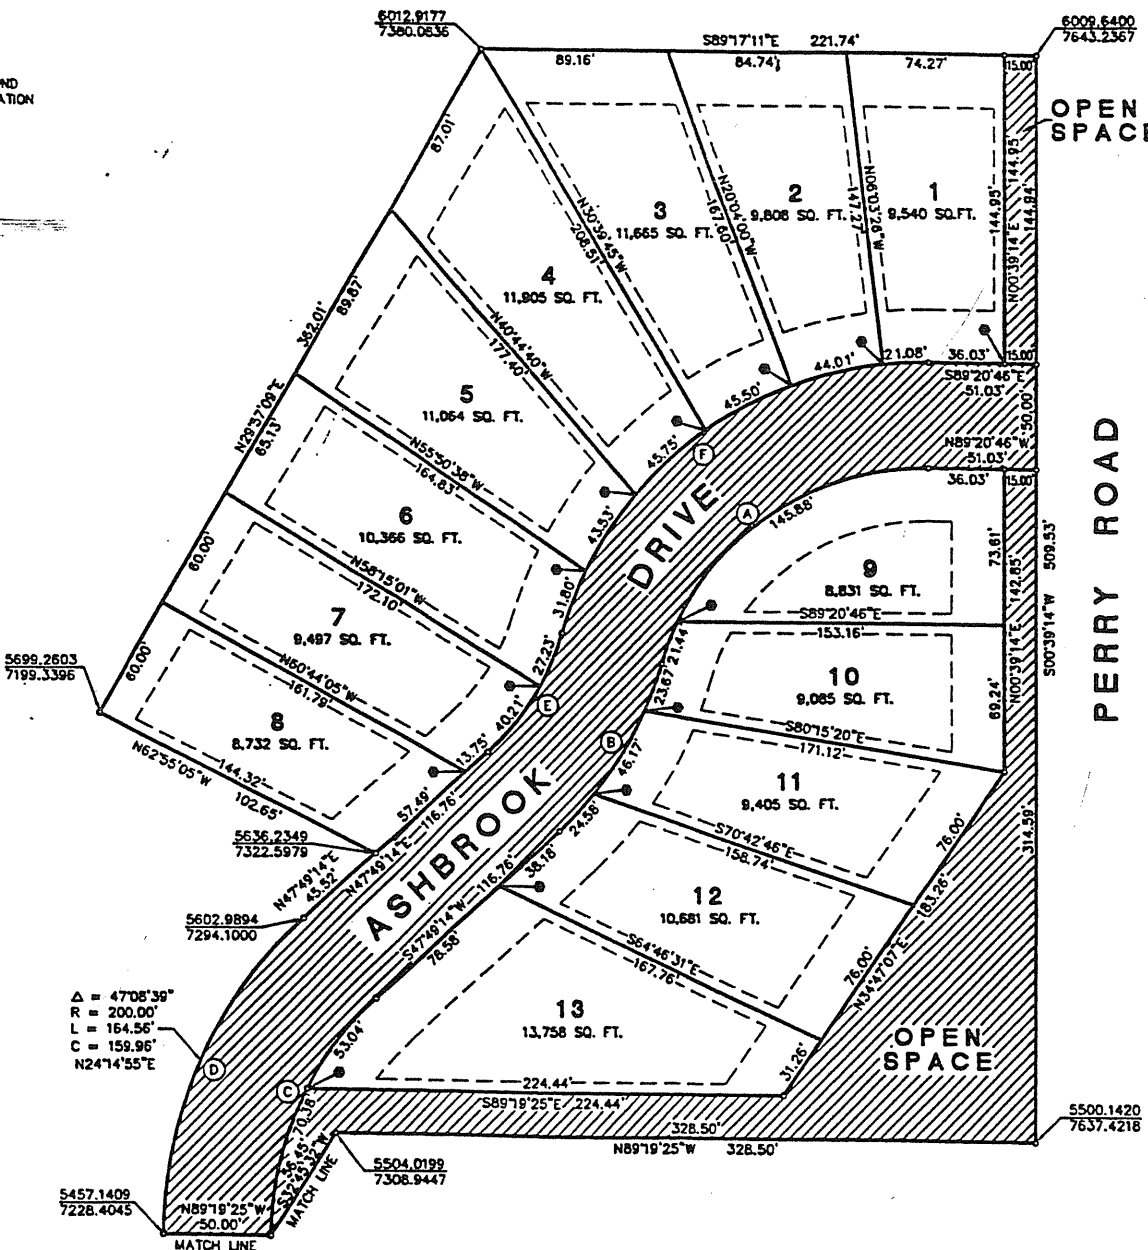 6012.9177
7380.0636
S89°17'11"E 221.74'
6009.6400
7643.2367
89.16'
84.74'
74.27'
15.00'
OPEN
SPACE
87.01'
N00°39'14"E 144.95'
144.94'
144.95'
1
9,540 SQ.FT.
N06°03'26"W
147.27'
2
9,808 SQ. FT.
N20°04'00"W
167.60'
3
11,665 SQ. FT.
N30°39'45"W
208.51'
4
11,905 SQ. FT.
N40°44'40"W
177.40'
5
11,064 SQ. FT.
89.87'
382.01'
N29°37'09"E
65.13'
N55°50'38"W
164.83'
6
10,366 SQ. FT.
60.00'
N58°15'01"W
172.10'
7
9,497 SQ. FT.
60.00'
N60°44'05"W
161.79'
8
8,732 SQ. FT.
5699.2603
7199.3396
N62°55'05"W
144.32'
102.65'
21.08'
36.03'
15.00'
S89°20'46"E
51.03'
50.00'
44.01'
45.50'
45.75'
43.53'
31.80'
27.23'
40.21'
13.75'
57.49'
F
A
145.88'
N89°20'46"W
51.03'
36.03'
15.00'
DRIVE
PERRY ROAD
73.61'
N00°39'14"E 142.85'
S00°39'14"W 509.53'
9
8,831 SQ. FT.
S89°20'46"E
153.16'
21.44'
23.67'
10
9,085 SQ. FT.
69.24'
S80°15'20"E
171.12'
E
B
46.17'
11
9,405 SQ. FT.
S70°42'46"E
158.74'
24.58'
76.00'
183.26'
314.59'
12
10,681 SQ. FT.
38.18'
S64°46'31"E
167.76'
76.00'
N34°47'07"E
13
13,758 SQ. FT.
31.26'
OPEN
SPACE
ASHBROOK
N47°49'14"E 116.76'
S47°49'14"W 116.76'
78.58'
5636.2349
7322.5979
N47°49'14"E
45.52'
5602.9894
7294.1000
Δ = 47°08'39"
R = 200.00'
L = 164.56'
C = 159.96'
N24°14'55"E
D
C
53.04'
224.44'
S89°19'25"E 224.44'
328.50'
N89°19'25"W 328.50'
5500.1420
7637.4218
70.38'
56.45'
S32°45'32"W
MATCH LINE
5504.0199
7308.9447
5457.1409
7228.4045
N89°19'25"W
50.00'
MATCH LINE